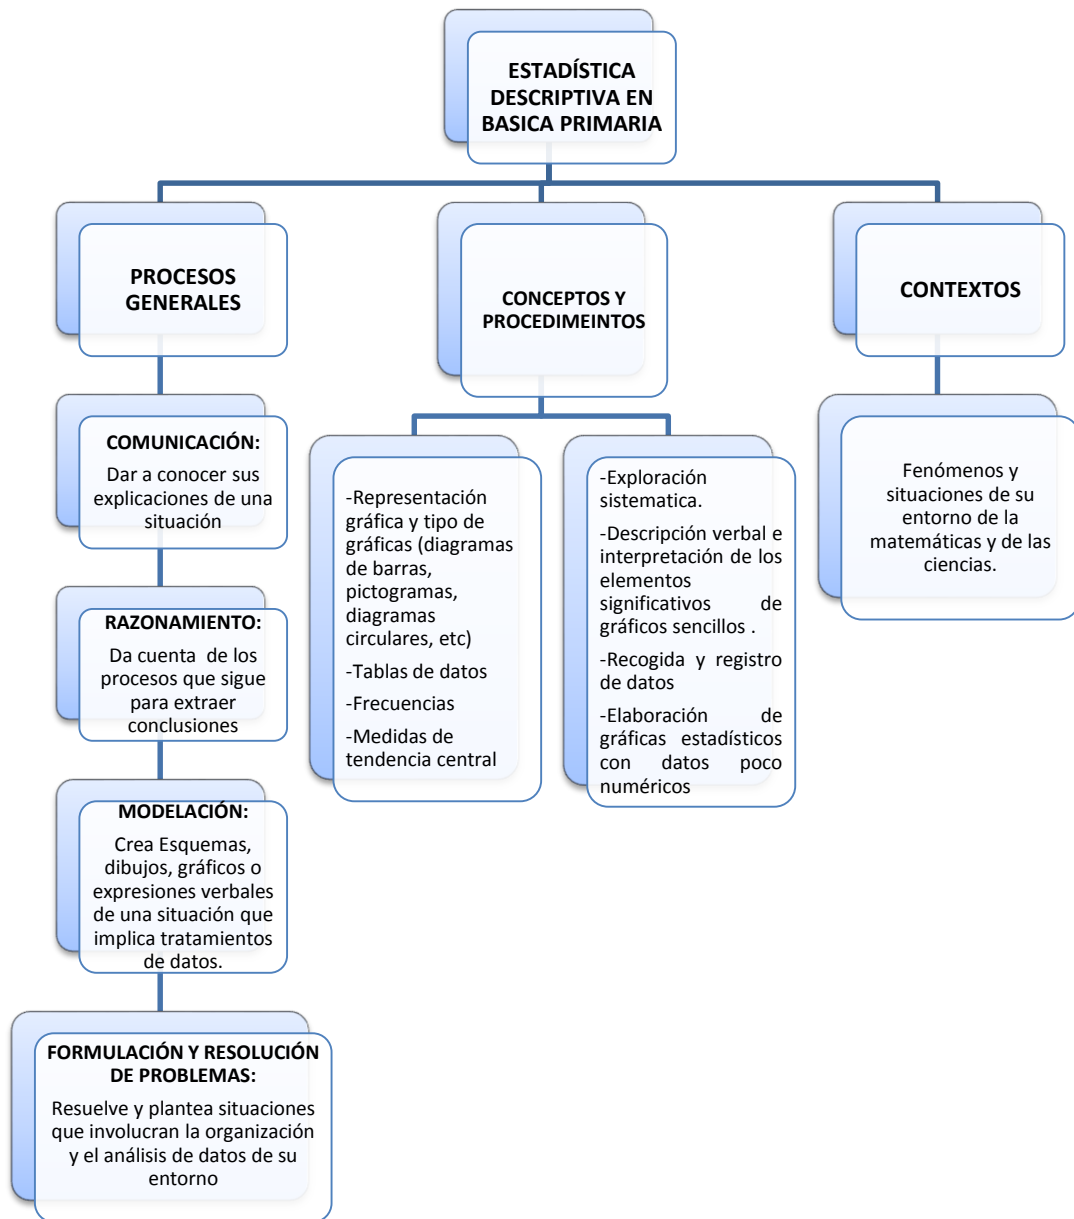 ESTADÍSTICA
DESCRIPTIVA EN
BASICA PRIMARIA
PROCESOS
GENERALES
COMUNICACIÓN:
Dar a conocer sus
explicaciones de una
situación
RAZONAMIENTO:
Da cuenta de los
procesos que sigue
para extraer
conclusiones
MODELACIÓN:
Crea Esquemas,
dibujos, gráficos o
expresiones verbales
de una situación que
implica tratamientos
de datos.
FORMULACIÓN Y RESOLUCIÓN
DE PROBLEMAS:
Resuelve y plantea situaciones
que involucran la organización
y el análisis de datos de su
entorno
CONCEPTOS Y
PROCEDIMEINTOS
-Representación
gráfica y tipo de
gráficas (diagramas
de barras,
pictogramas,
diagramas
circulares, etc)
-Tablas de datos
-Frecuencias
-Medidas de
tendencia central
-Exploración
sistematica.
-Descripción verbal e
interpretación de los
elementos
significativos de
gráficos sencillos .
-Recogida y registro
de datos
-Elaboración de
gráficas estadísticos
con datos poco
numéricos
CONTEXTOS
Fenómenos y
situaciones de su
entorno de la
matemáticas y de las
ciencias.